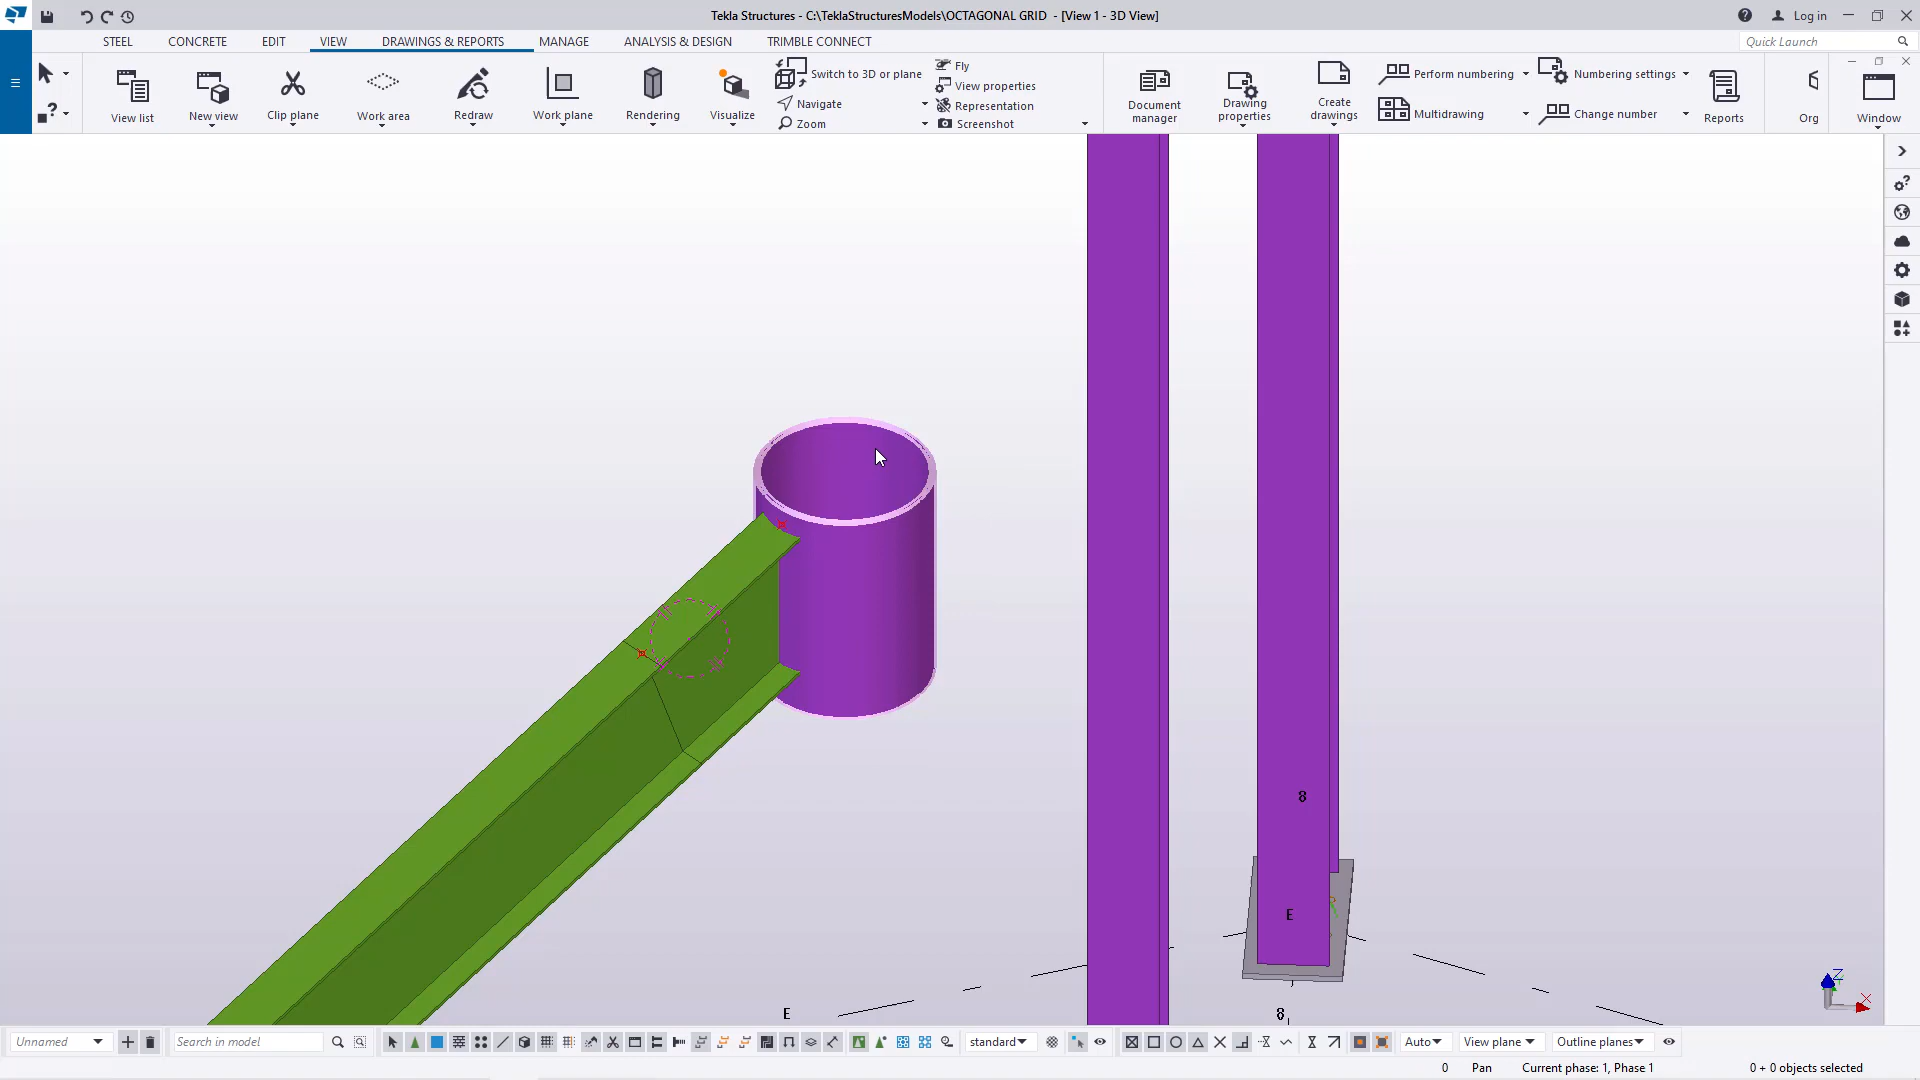 Tekla Structures - C:\TeklaStructuresModels\OCTAGONAL GRID - [View 1 - 3D View]
Log in
STEEL CONCRETE EDIT VIEW DRAWINGS & REPORTS MANAGE ANALYSIS & DESIGN TRIMBLE CONNECT
Quick Launch
View list
New view
Clip plane
Work area
Redraw
Work plane
Rendering
Visualize
Switch to 3D or plane
Navigate
Zoom
Fly
View properties
Representation
Screenshot
Document
manager
Drawing
properties
Create
drawings
Perform numbering
Multidrawing
Numbering settings
Change number
Reports
Org
Window
8
E
E
8
Z
X
Unnamed
Search in model
standard
Auto
View plane
Outline planes
0
Pan
Current phase: 1, Phase 1
0 + 0 objects selected